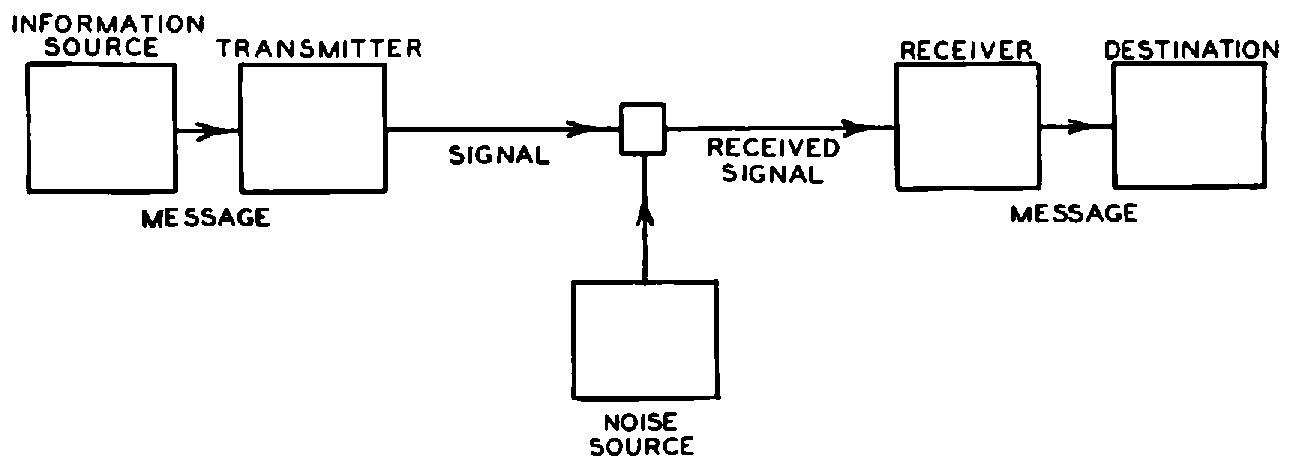 INFORMATION
SOURCE
TRANSMITTER
RECEIVER
DESTINATION
SIGNAL
RECEIVED
SIGNAL
MESSAGE
MESSAGE
NOISE
SOURCE